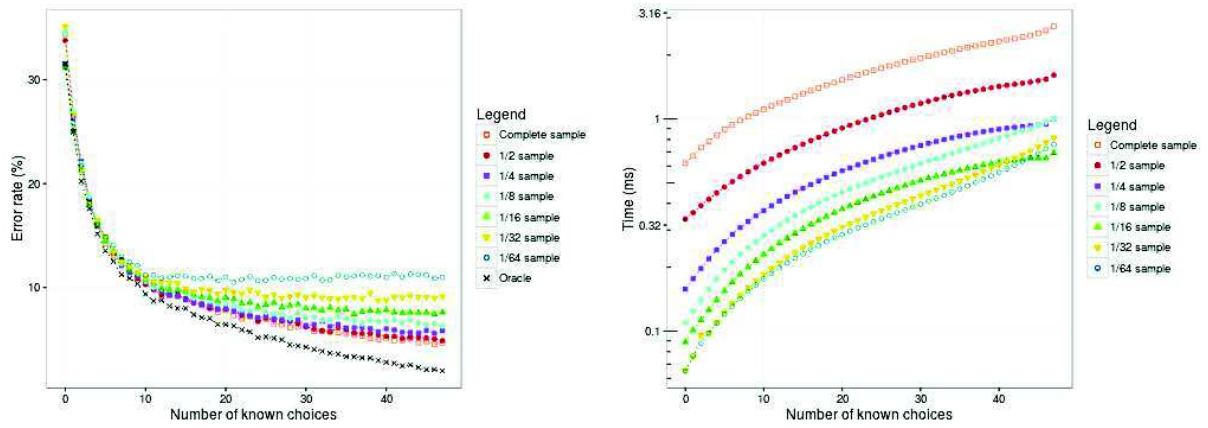 Error rate (%)
30
20
10
0
10
20
30
40
Number of known choices
Legend
Complete sample
1/2 sample
1/4 sample
1/8 sample
1/16 sample
1/32 sample
1/64 sample
Oracle
Time (ms)
3.16
1
0.32
0.1
0
10
20
30
40
Number of known choices
Legend
Complete sample
1/2 sample
1/4 sample
1/8 sample
1/16 sample
1/32 sample
1/64 sample